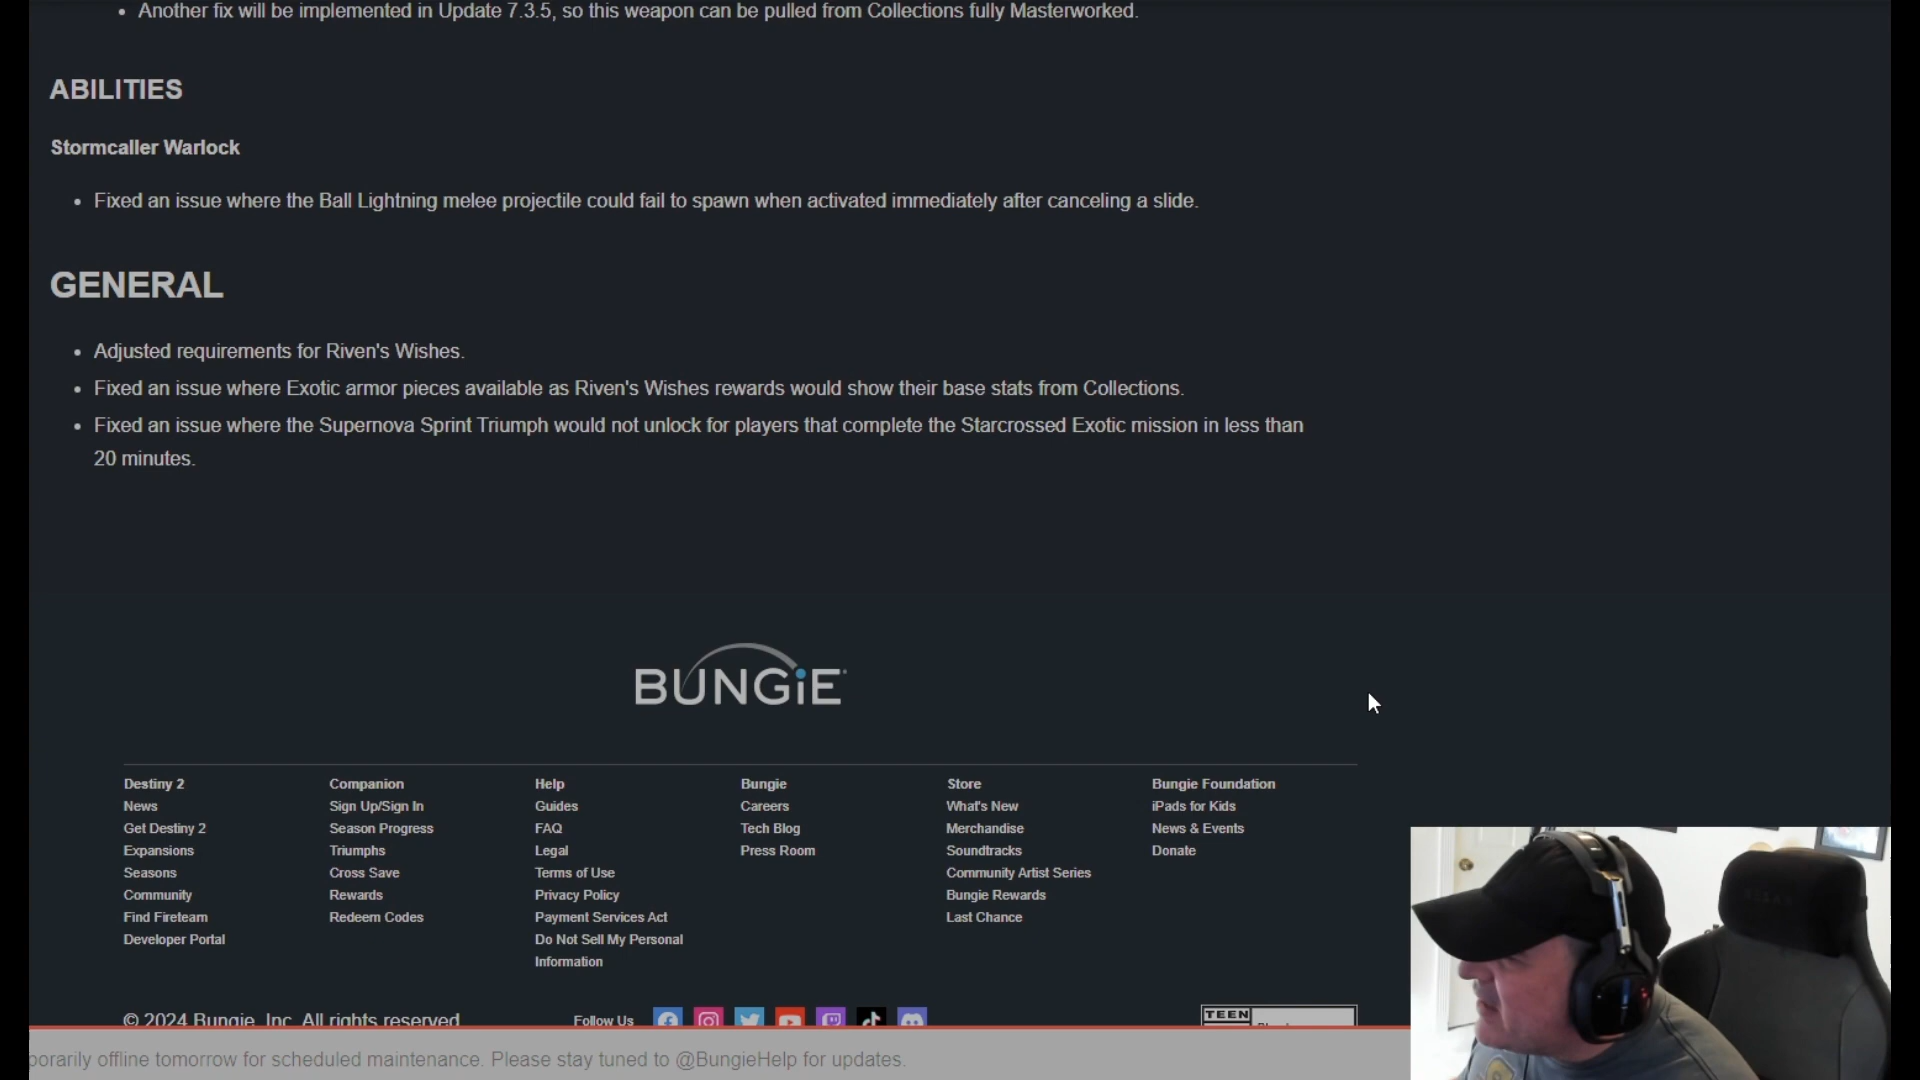 • Another fix will be implemented in Update 7.3.5, so this weapon can be pulled from Collections fully Masterworked.
ABILITIES
Stormcaller Warlock
• Fixed an issue where the Ball Lightning melee projectile could fail to spawn when activated immediately after canceling a slide.
GENERAL
• Adjusted requirements for Riven's Wishes.
• Fixed an issue where Exotic armor pieces available as Riven's Wishes rewards would show their base stats from Collections.
• Fixed an issue where the Supernova Sprint Triumph would not unlock for players that complete the Starcrossed Exotic mission in less than
20 minutes.
BUNGiE
Destiny 2
News
Get Destiny 2
Expansions
Seasons
Community
Find Fireteam
Developer Portal
Companion
Sign Up/Sign In
Season Progress
Triumphs
Cross Save
Rewards
Redeem Codes
Help
Guides
FAQ
Legal
Terms of Use
Privacy Policy
Payment Services Act
Do Not Sell My Personal
Information
Bungie
Careers
Tech Blog
Press Room
Store
What's New
Merchandise
Soundtracks
Community Artist Series
Bungie Rewards
Last Chance
Bungie Foundation
iPads for Kids
News & Events
Donate
© 2024 Bungie, Inc. All rights reserved
Follow Us
TEEN
porarily offline tomorrow for scheduled maintenance. Please stay tuned to @BungieHelp for updates.